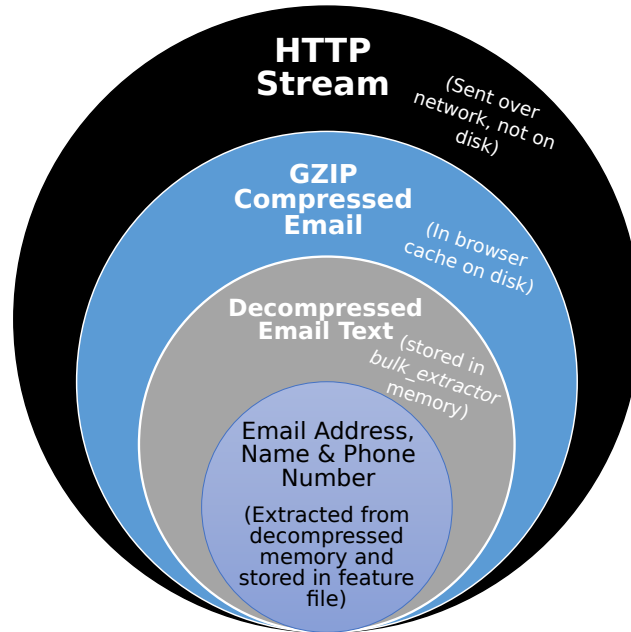 HTTP
Stream
(Sent over
network, not on
disk)
GZIP
Compressed
Email
(In browser
cache on disk)
Decompressed
Email Text
(stored in
bulk_extractor
memory)
Email Address,
Name & Phone
Number
(Extracted from
decompressed
memory and
stored in feature
file)